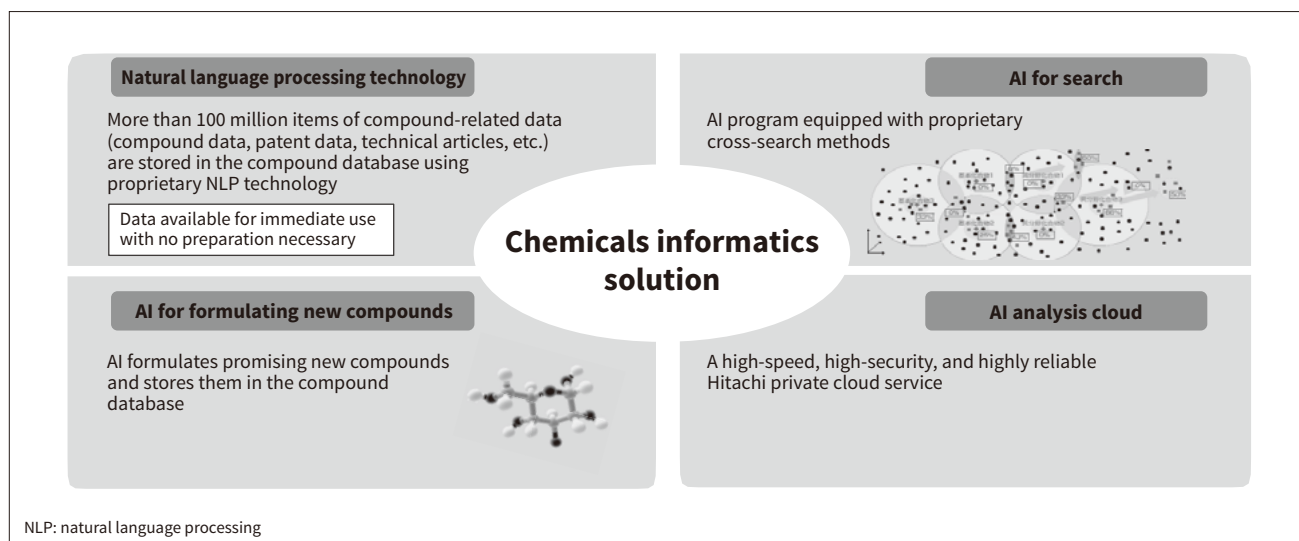 Natural language processing technology
More than 100 million items of compound-related data
(compound data, patent data, technical articles, etc.)
are stored in the compound database using
proprietary NLP technology
Data available for immediate use
with no preparation necessary
AI for search
AI program equipped with proprietary
cross-search methods
Chemicals informatics
solution
AI for formulating new compounds
AI formulates promising new compounds
and stores them in the compound
database
AI analysis cloud
A high-speed, high-security, and highly reliable
Hitachi private cloud service
NLP: natural language processing